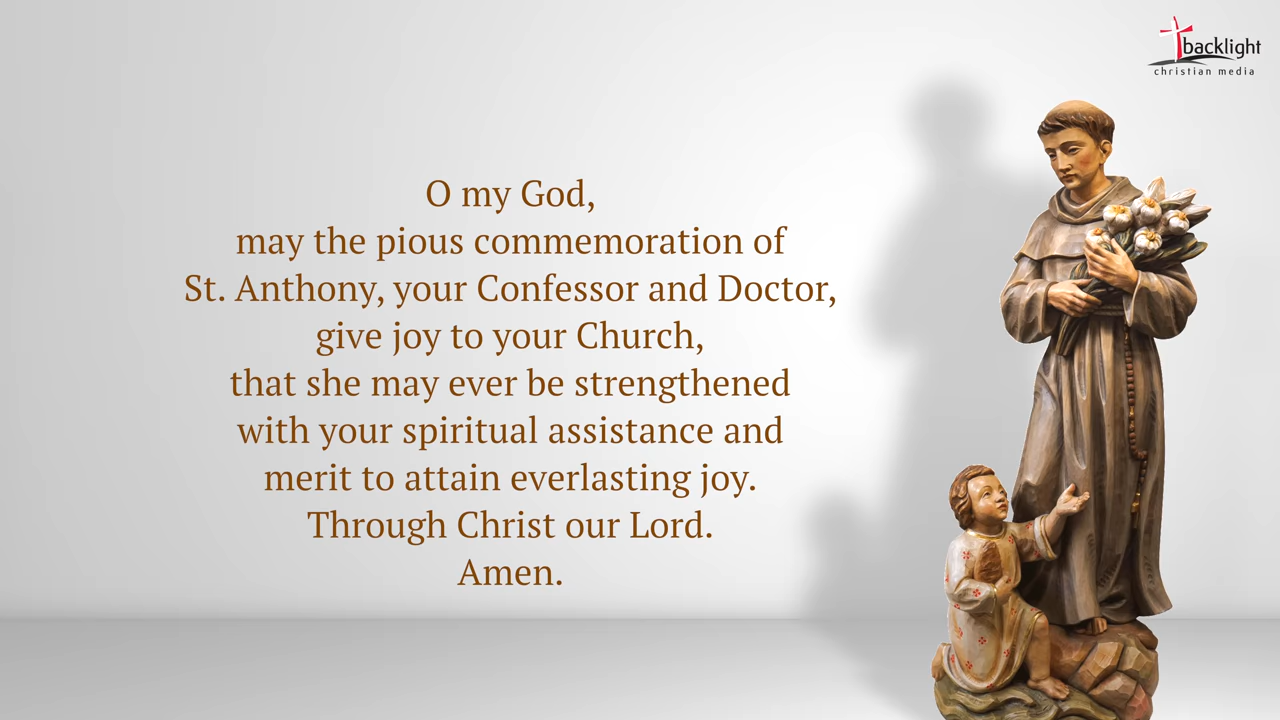 backlight
christian media
O my God,
may the pious commemoration of
St. Anthony, your Confessor and Doctor,
give joy to your Church,
that she may ever be strengthened
with your spiritual assistance and
merit to attain everlasting joy.
Through Christ our Lord.
Amen.